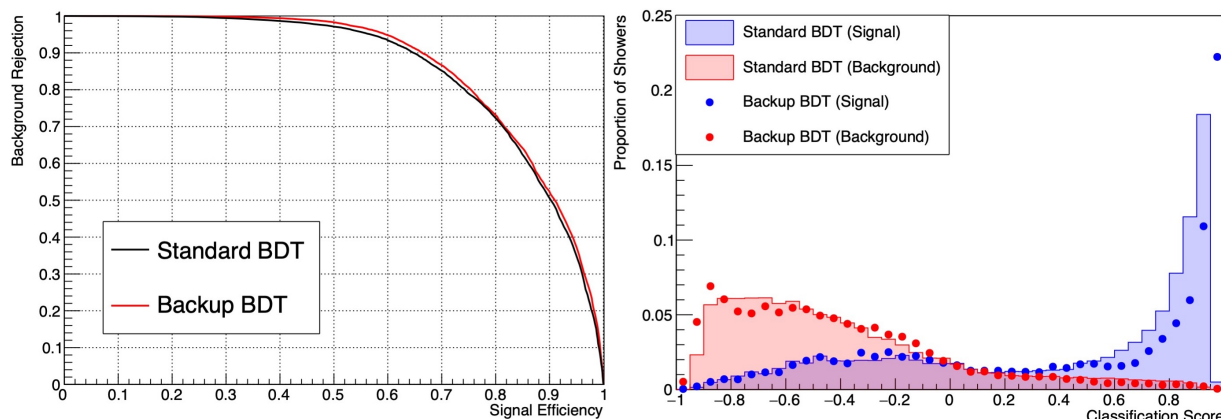 Background Rejection
1
0.9
0.8
0.7
0.6
0.5
0.4
0.3
0.2
0.1
0
Standard BDT
Backup BDT
0 0.1 0.2 0.3 0.4 0.5 0.6 0.7 0.8 0.9 1
Signal Efficiency
Proportion of Showers
0.25
0.2
0.15
0.1
0.05
0
Standard BDT (Signal)
Standard BDT (Background)
Backup BDT (Signal)
Backup BDT (Background)
−1 −0.8 −0.6 −0.4 −0.2 0 0.2 0.4 0.6 0.8
Classification Score